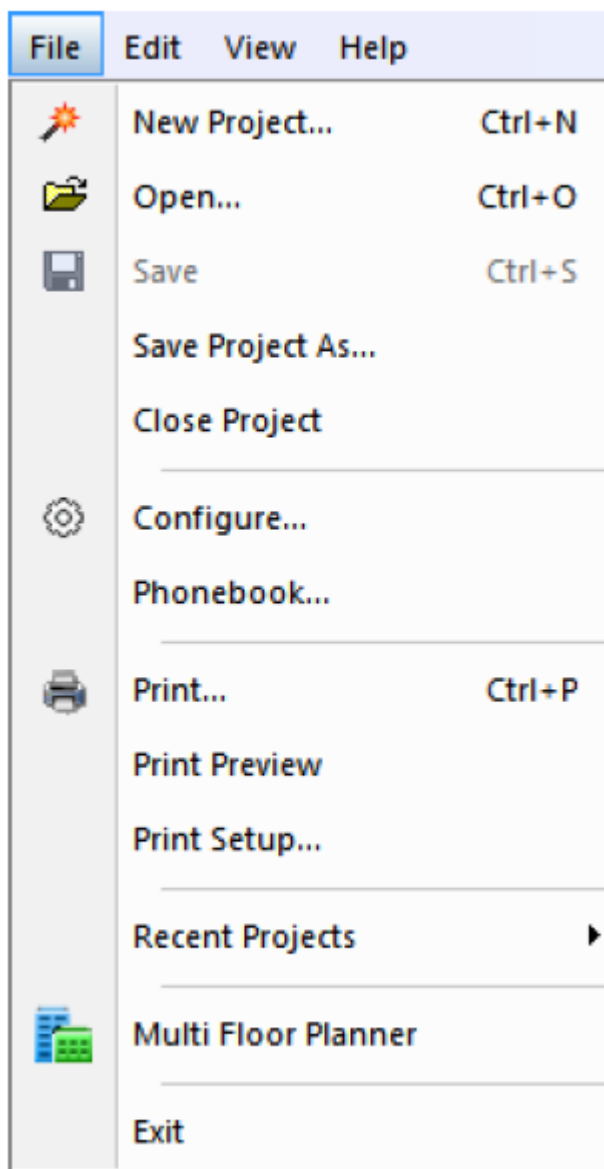 File Edit View Help
New Project... Ctrl+N
Open... Ctrl+O
Save Ctrl+S
Save Project As...
Close Project
Configure...
Phonebook...
Print... Ctrl+P
Print Preview
Print Setup...
Recent Projects
Multi Floor Planner
Exit